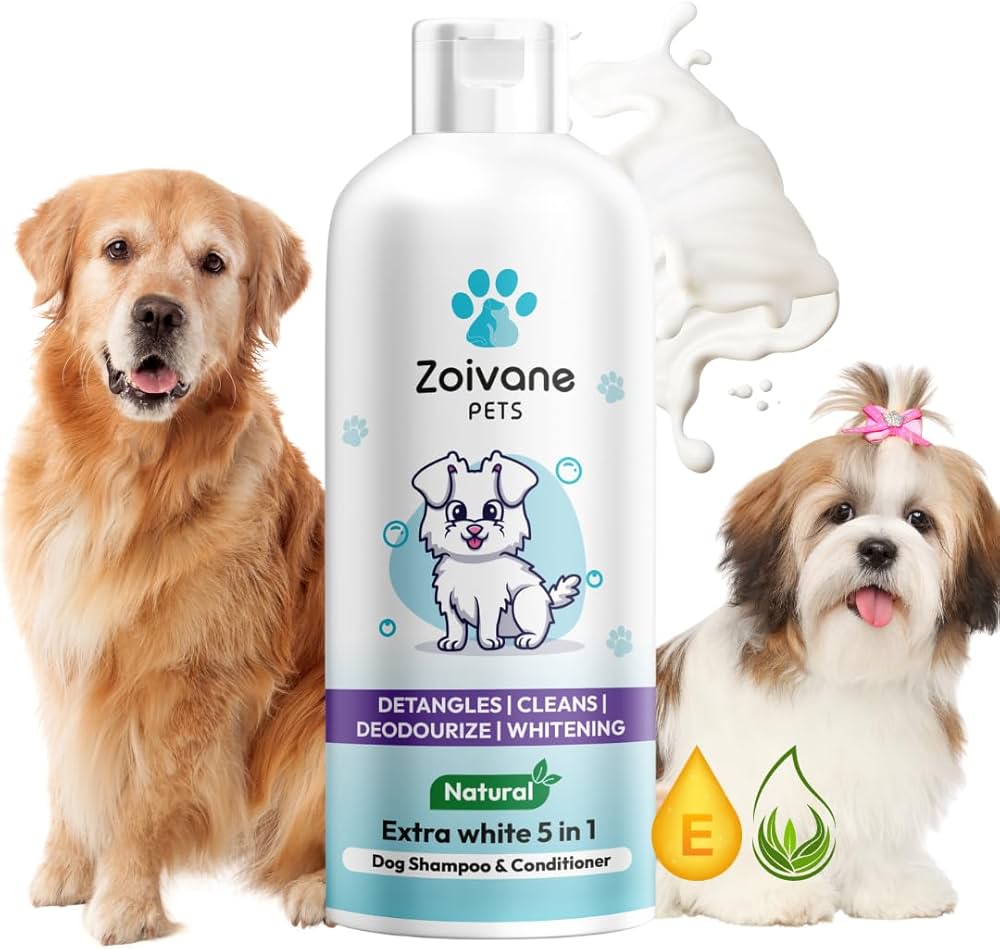 Zoivane
PETS
DETANGLES | CLEANS |
DEODOURIZE | WHITENING
Natural
Extra white 5 in 1
Dog Shampoo & Conditioner
E